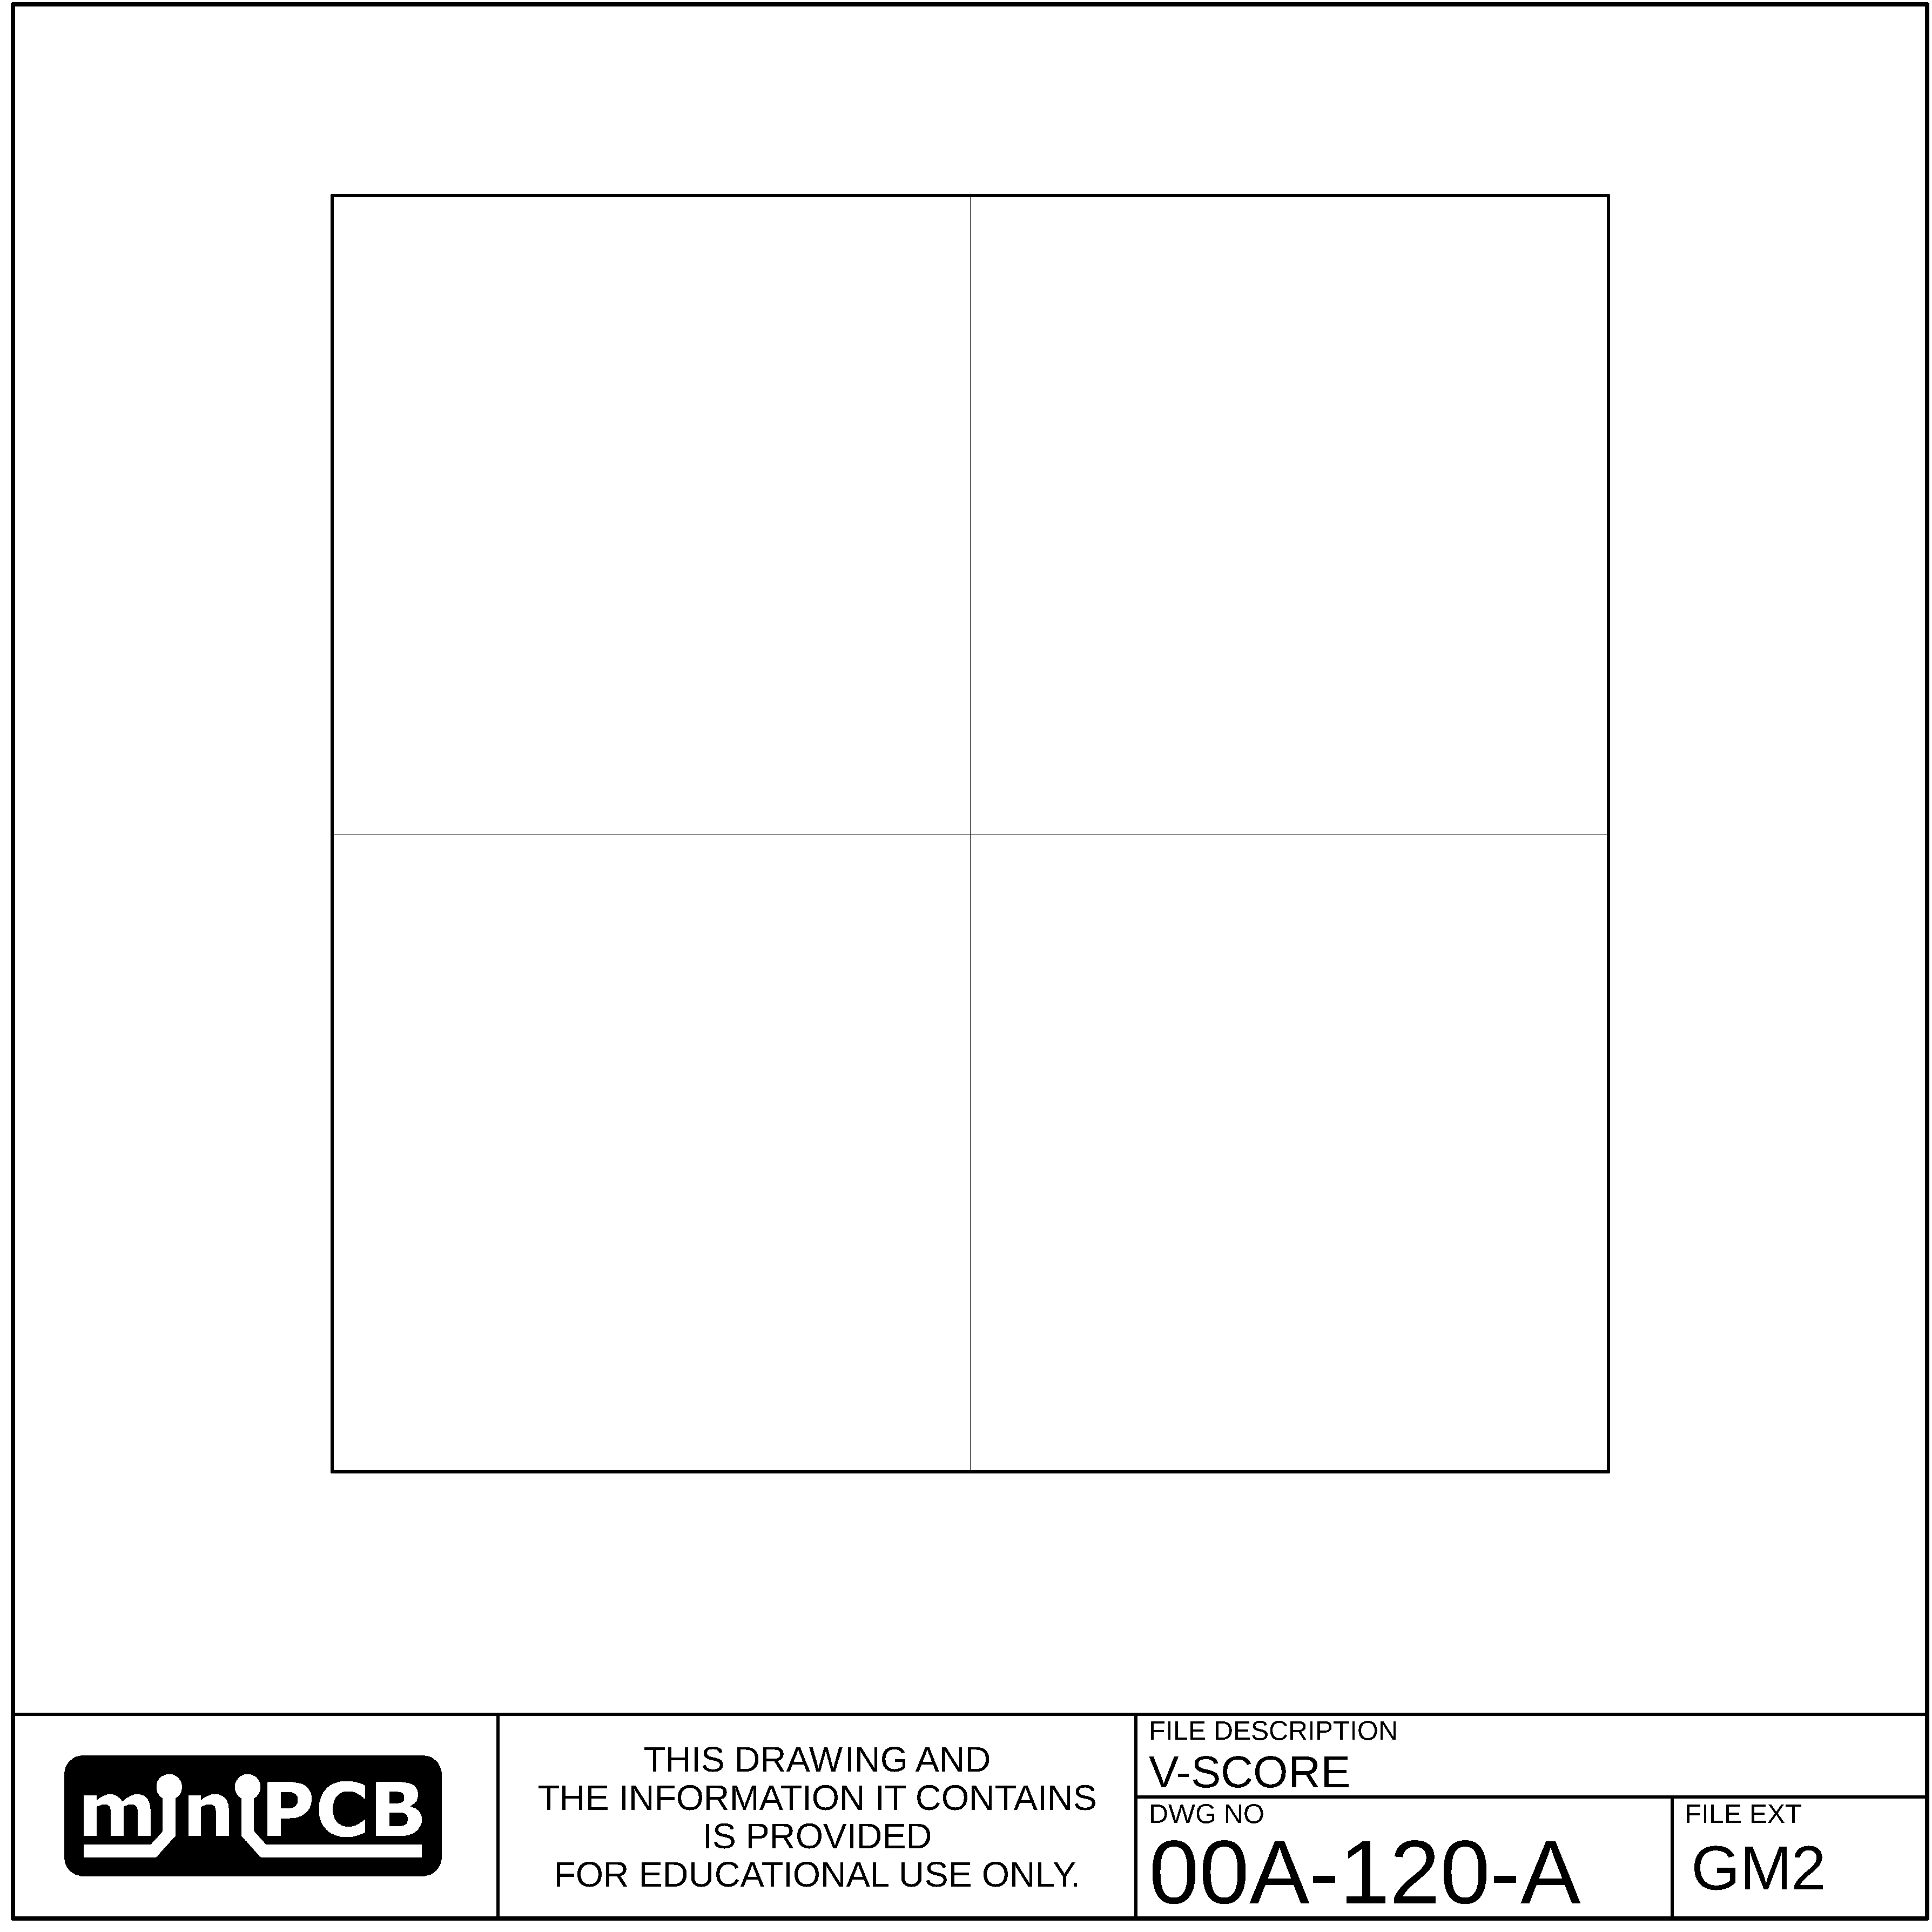 miniPCB
THIS DRAWING AND
THE INFORMATION IT CONTAINS
IS PROVIDED
FOR EDUCATIONAL USE ONLY.
FILE DESCRIPTION
V-SCORE
DWG NO
00A-120-A
FILE EXT
GM2